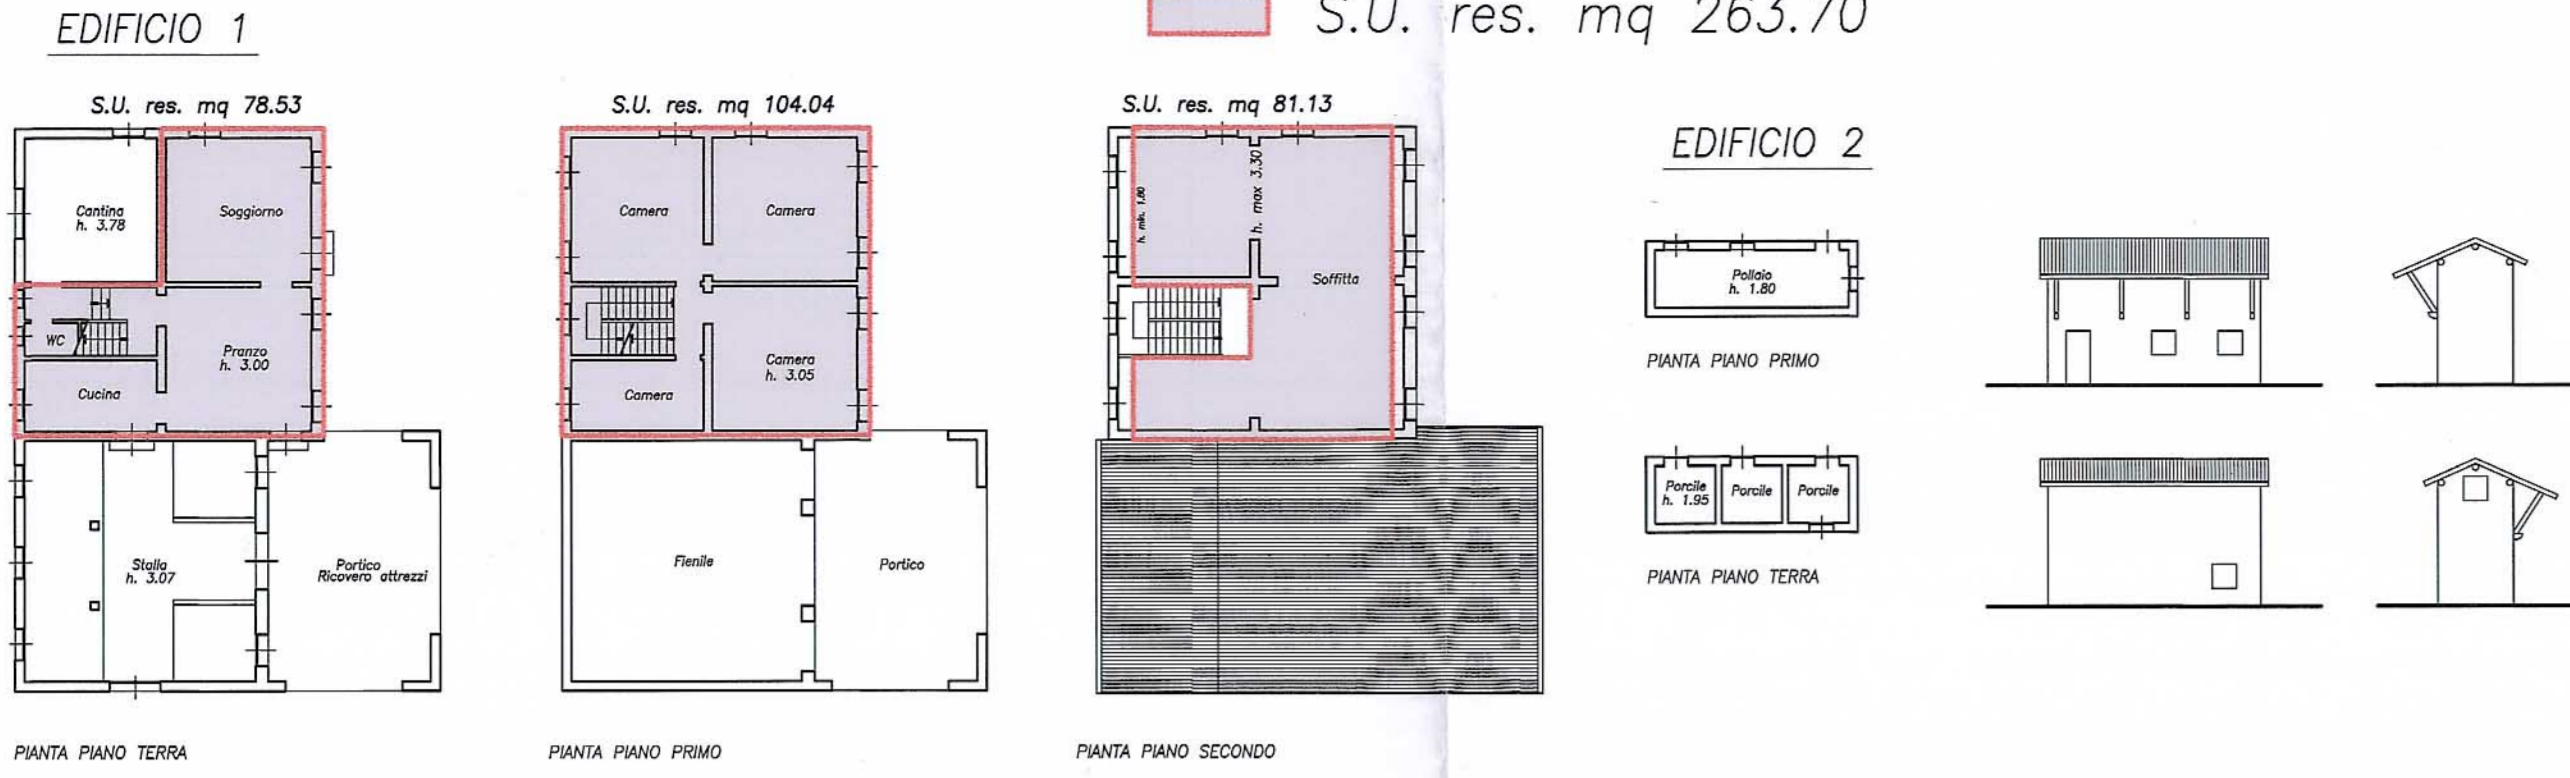 EDIFICIO 1
S.U. res. mq 263.70
S.U. res. mq 78.53
Cantina
h. 3.78
Soggiorno
WC
Pranzo
h. 3.00
Cucina
Stalla
h. 3.07
Portico
Ricovero attrezzi
PIANTA PIANO TERRA
S.U. res. mq 104.04
Camera
Camera
Camera
h. 3.05
Camera
Fienile
Portico
PIANTA PIANO PRIMO
S.U. res. mq 81.13
h. min. 1.80
h. max 3.30
Soffitta
PIANTA PIANO SECONDO
EDIFICIO 2
Pollaio
h. 1.80
PIANTA PIANO PRIMO
Porcile
h. 1.95
Porcile
Porcile
PIANTA PIANO TERRA